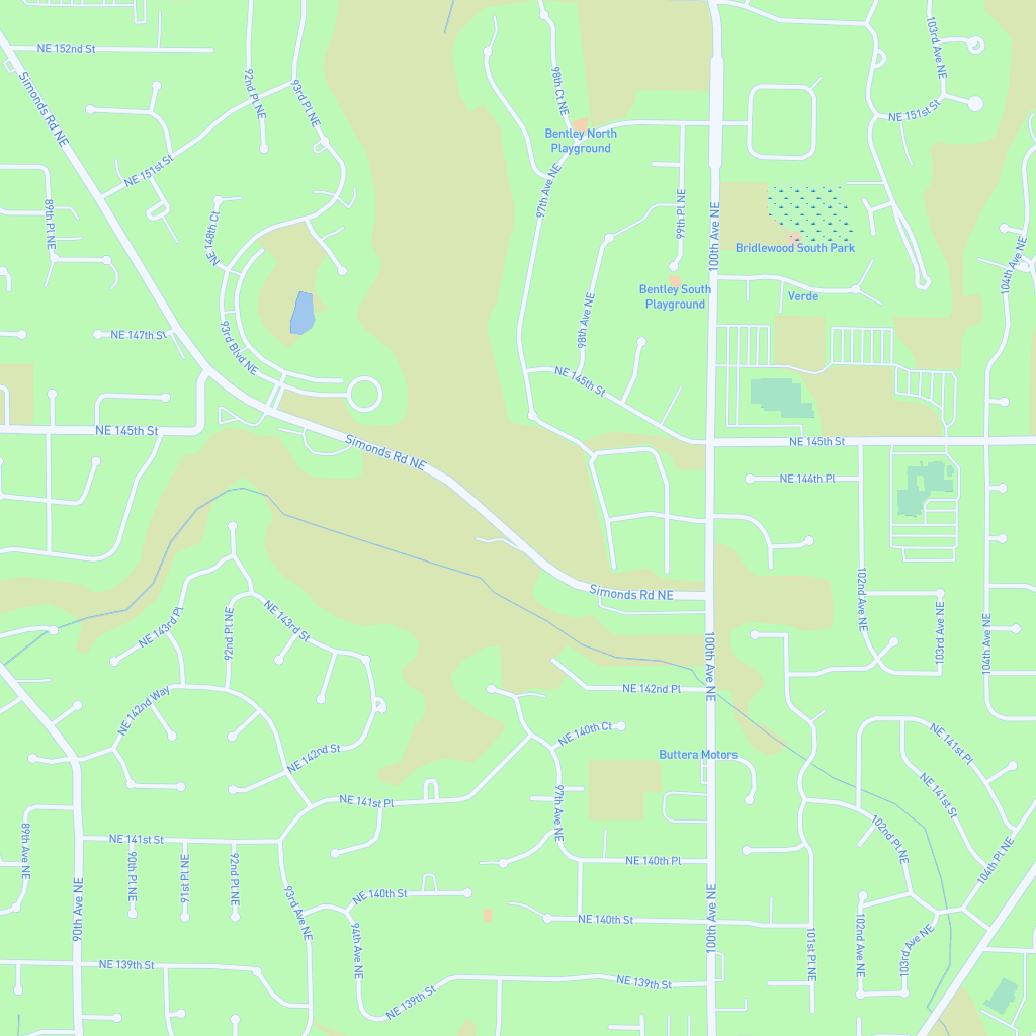 NE 152nd St
Simonds Rd NE
92nd Pl NE
93rd Pl NE
98th Ct NE
103rd Ave NE
NE 151st St
Bentley North
Playground
NE 151st St
89th Pl NE
NE 148th Ct
97th Ave NE
99th Pl NE
100th Ave NE
Bridlewood South Park
104th Ave NE
Bentley South
Playground
Verde
NE 147th S
93rd Blvd NE
98th Ave NE
NE 145th St
NE 145th St
Simonds Rd NE
NE 145th St
NE 144th Pl
102nd Ave NE
Simonds Rd NE
NE 143rd Pl
92nd Pl NE
NE 143rd St
100th Ave NE
103rd Ave NE
104th Ave NE
NE 142nd Pl
NE 142nd Way
NE 142nd St
NE 140th Ct
Buttera Motors
NE 141st Pl
NE 141st St
NE 141st Pl
97th Ave NE
102nd Pl NE
89th Ave NE
NE 141st St
90th Pl NE
91st Pl NE
92nd Pl NE
NE 140th Pl
104th Pl NE
90th Ave NE
93rd Ave NE
NE 140th St
94th Ave NE
NE 140th St
100th Ave NE
101st Pl NE
102nd Ave NE
103rd Ave NE
NE 139th St
NE 139th St
NE 139th St